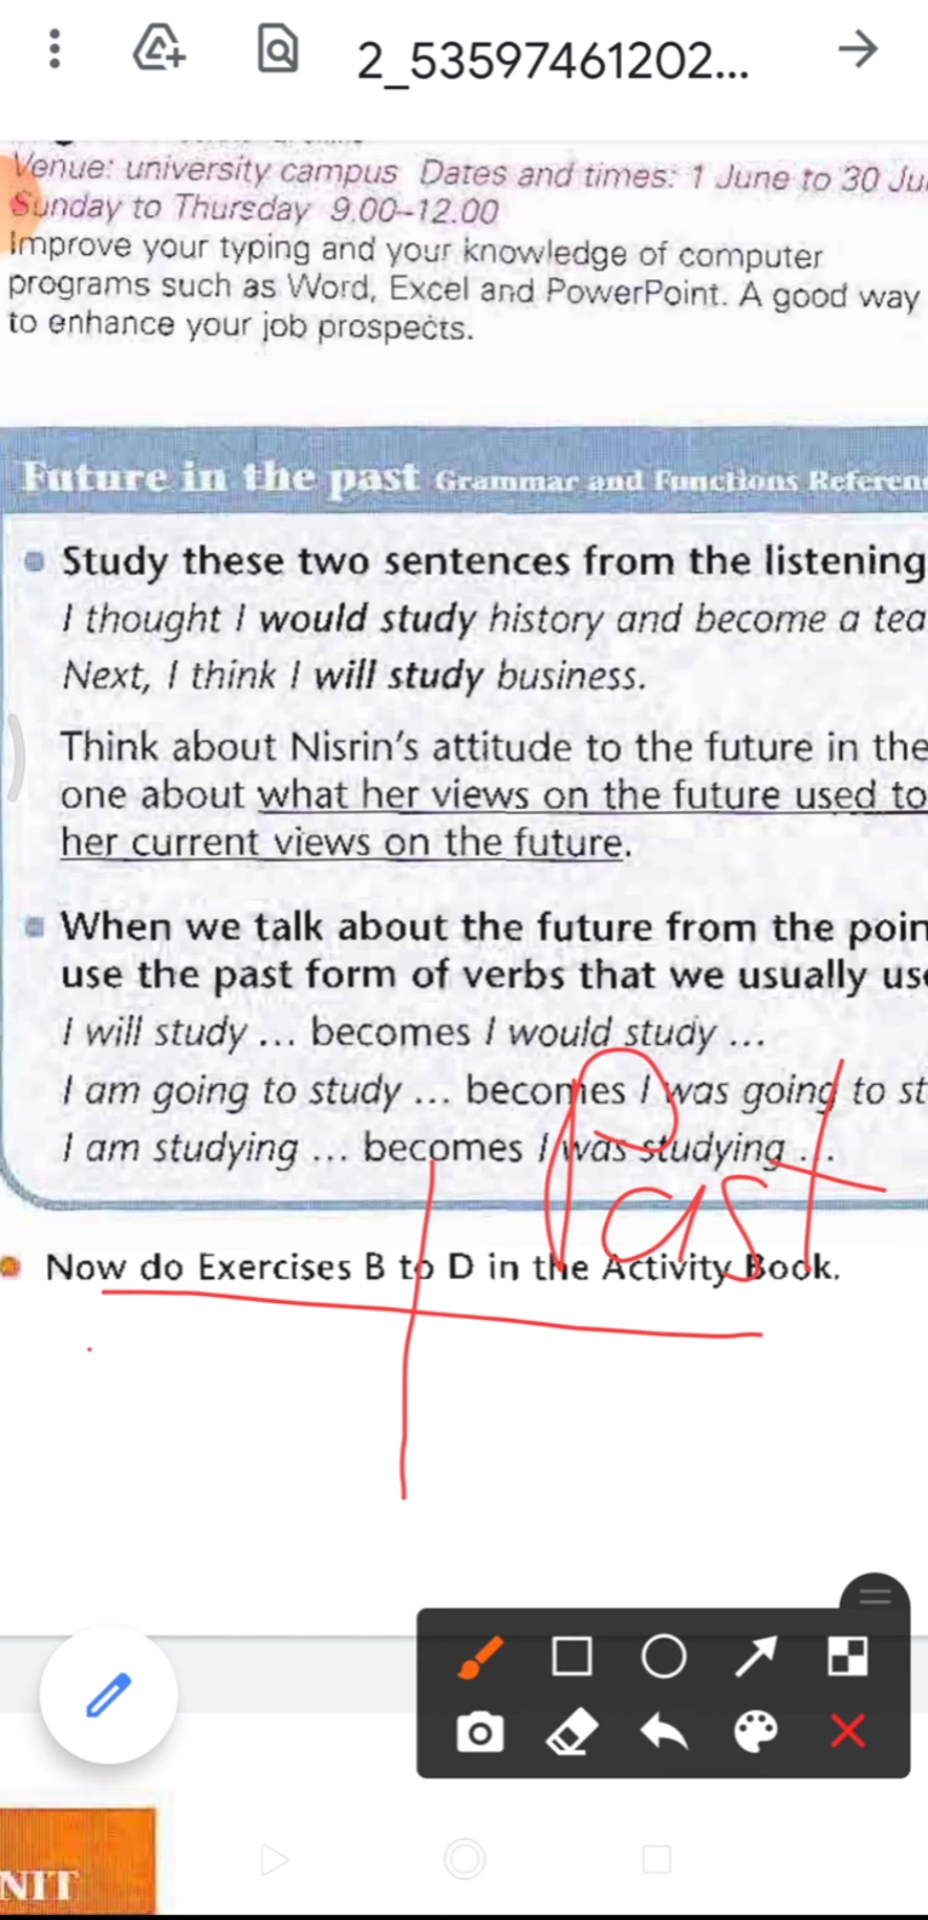 2_53597461202...
Venue: university campus Dates and times: 1 June to 30 Ju
Sunday to Thursday 9.00–12.00
Improve your typing and your knowledge of computer
programs such as Word, Excel and PowerPoint. A good way
to enhance your job prospects.
Future in the past Grammar and Functions Referen
Study these two sentences from the listening
I thought I would study history and become a tea
Next, I think I will study business.
Think about Nisrin's attitude to the future in the
one about what her views on the future used to
her current views on the future.
When we talk about the future from the poin
use the past form of verbs that we usually us
I will study ... becomes I would study ...
I am going to study ... becomes I was going to st
I am studying ... becomes I was studying ...
Past
Now do Exercises B to D in the Activity Book.
NIT